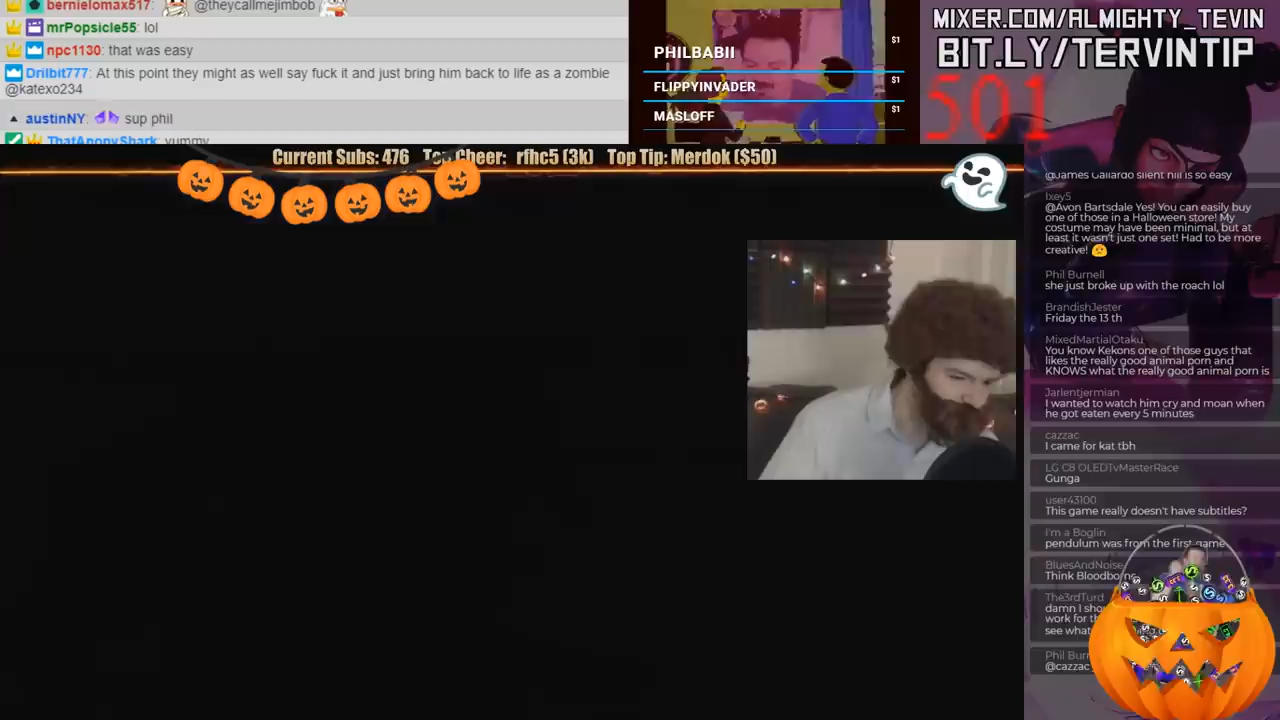 bernielomax517: @theycallmejimbob
mrPopsicle55: lol
npc1130: that was easy
Drilbit777: At this point they might as well say fuck it and just bring him back to life as a zombie
@katexo234
austinNY: sup phil
ThatAnonyShark: yummy
PHILBABII $1
FLIPPYINVADER $1
MASLOFF $1
MIXER.COM/ALMIGHTY_TEVIN
BIT.LY/TERVINTIP
501
Current Subs: 476 Top Cheer: rfhc5 (3k) Top Tip: Merdok ($50)
@James Gallardo silent hill is so easy
Ixey5
@Avon Bartsdale Yes! You can easily buy
one of those in a Halloween store! My
costume may have been minimal, but at
least it wasn't just one set! Had to be more
creative!
Phil Burnell
she just broke up with the roach lol
BrandishJester
Friday the 13 th
MixedMartialOtaku
You know Kekons one of those guys that
likes the really good animal porn and
KNOWS what the really good animal porn is
Jarlentjermian
I wanted to watch him cry and moan when
he got eaten every 5 minutes
cazzac
I came for kat tbh
LG C8 OLEDTvMasterRace
Gunga
user43100
This game really doesn't have subtitles?
I'm a Boglin
pendulum was from the first game
BluesAndNoise
Think Bloodborne
The3rdTurd
damn I
work for
see what
Phil
@cazzac